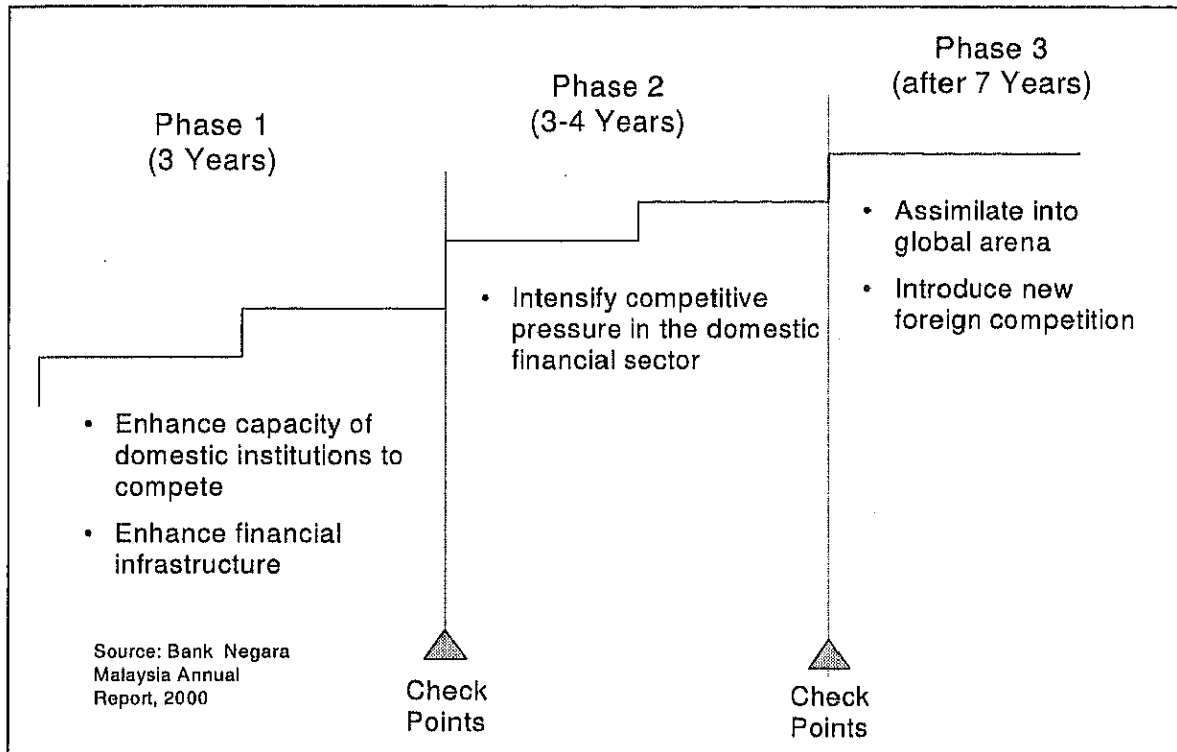 Phase 1
(3 Years)
• Enhance capacity of
domestic institutions to
compete
• Enhance financial
infrastructure
Phase 2
(3-4 Years)
• Intensify competitive
pressure in the domestic
financial sector
Phase 3
(after 7 Years)
• Assimilate into
global arena
• Introduce new
foreign competition
Source: Bank Negara
Malaysia Annual
Report, 2000
Check
Points
Check
Points